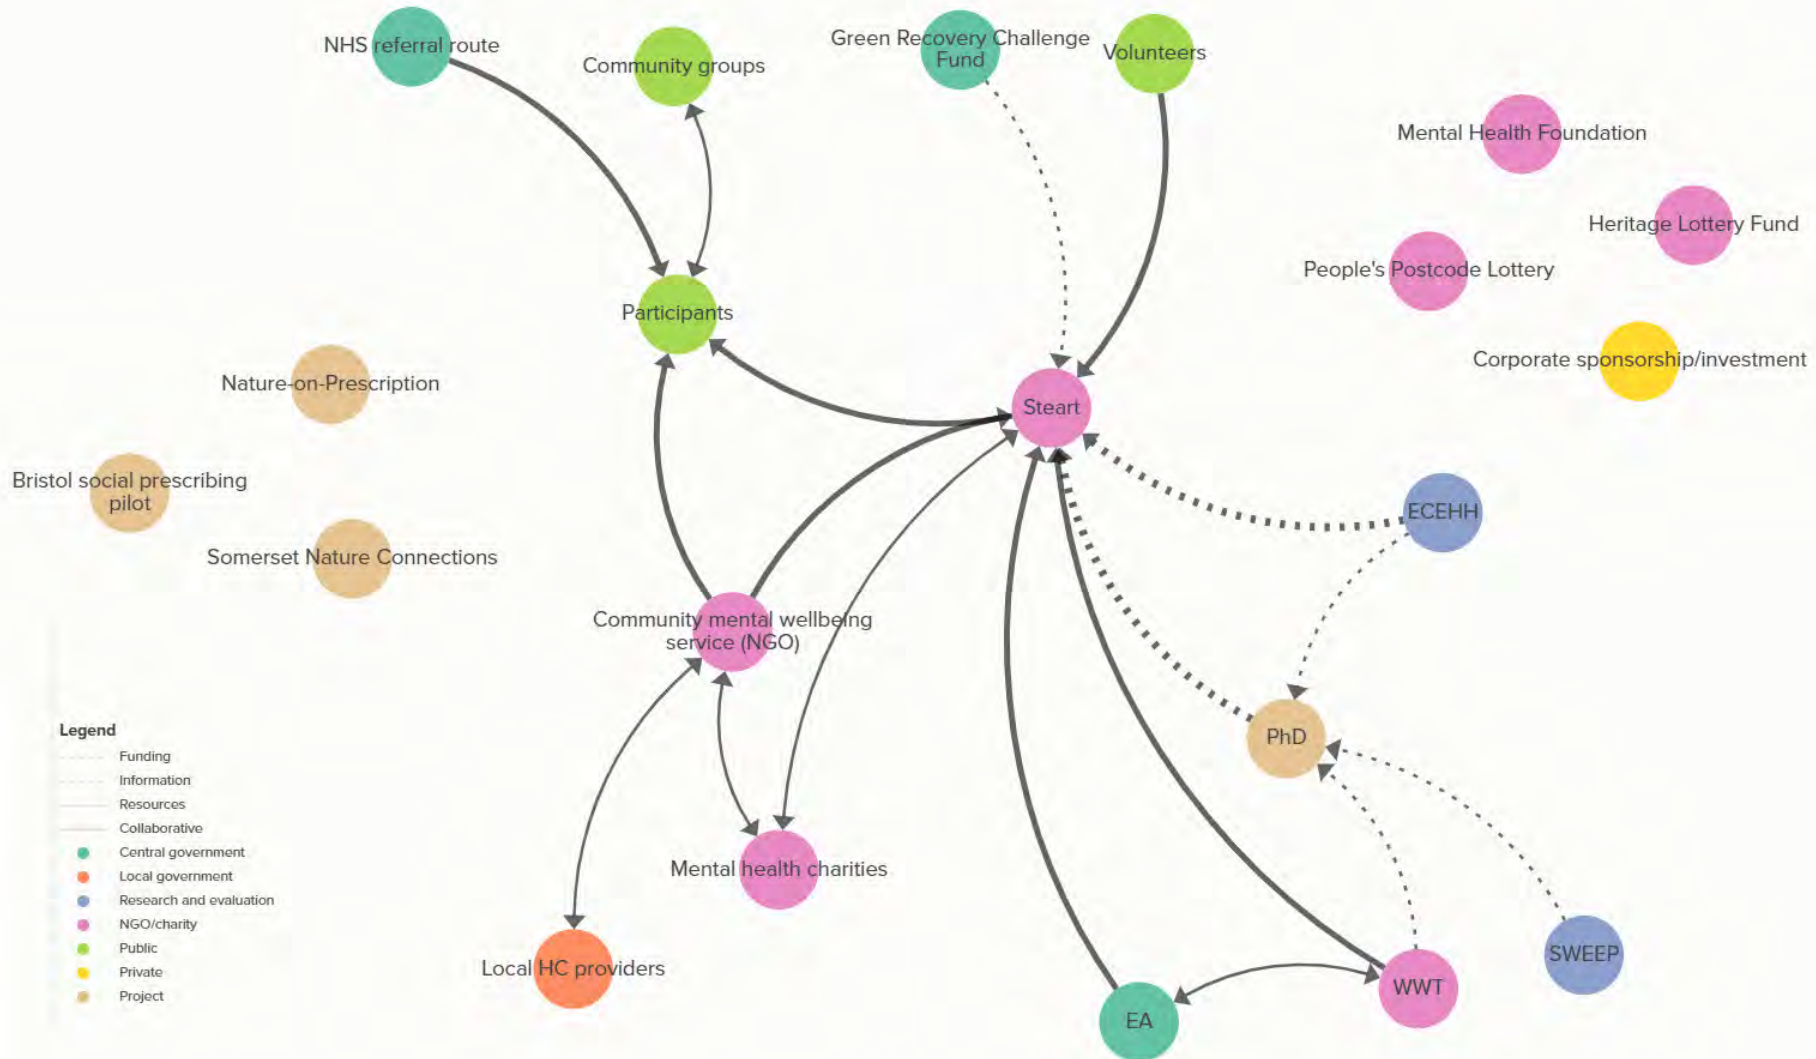 NHS referral route
Community groups
Green Recovery Challenge
Fund
Volunteers
Mental Health Foundation
Heritage Lottery Fund
People's Postcode Lottery
Participants
Corporate sponsorship/investment
Nature-on-Prescription
Steart
Bristol social prescribing
pilot
ECEHH
Somerset Nature Connections
Community mental wellbeing
service (NGO)
PhD
Mental health charities
Local HC providers
SWEEP
WWT
EA
Legend
Funding
Information
Resources
Collaborative
Central government
Local government
Research and evaluation
NGO/charity
Public
Private
Project